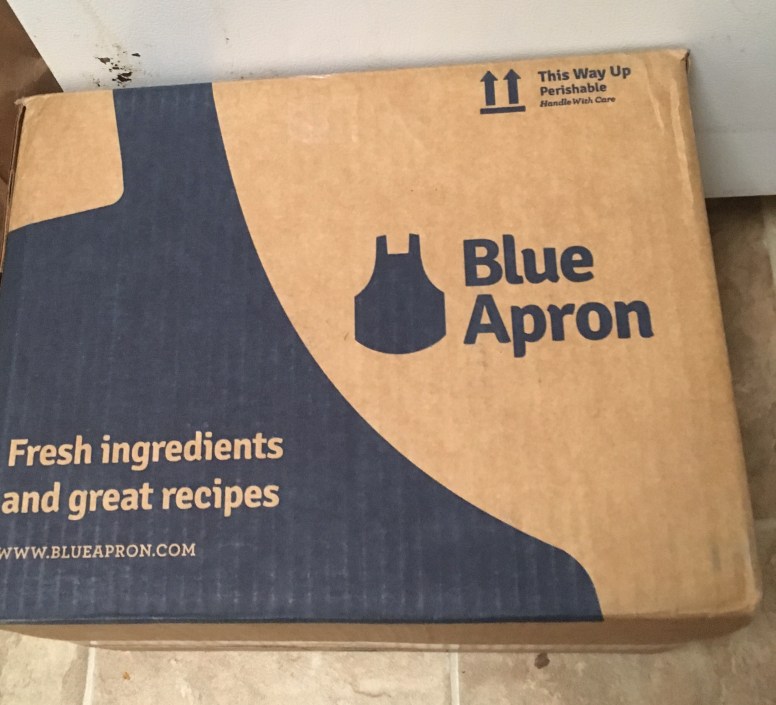 This Way Up
Perishable
Handle With Care
Blue
Apron
Fresh ingredients
and great recipes
WWW.BLUEAPRON.COM